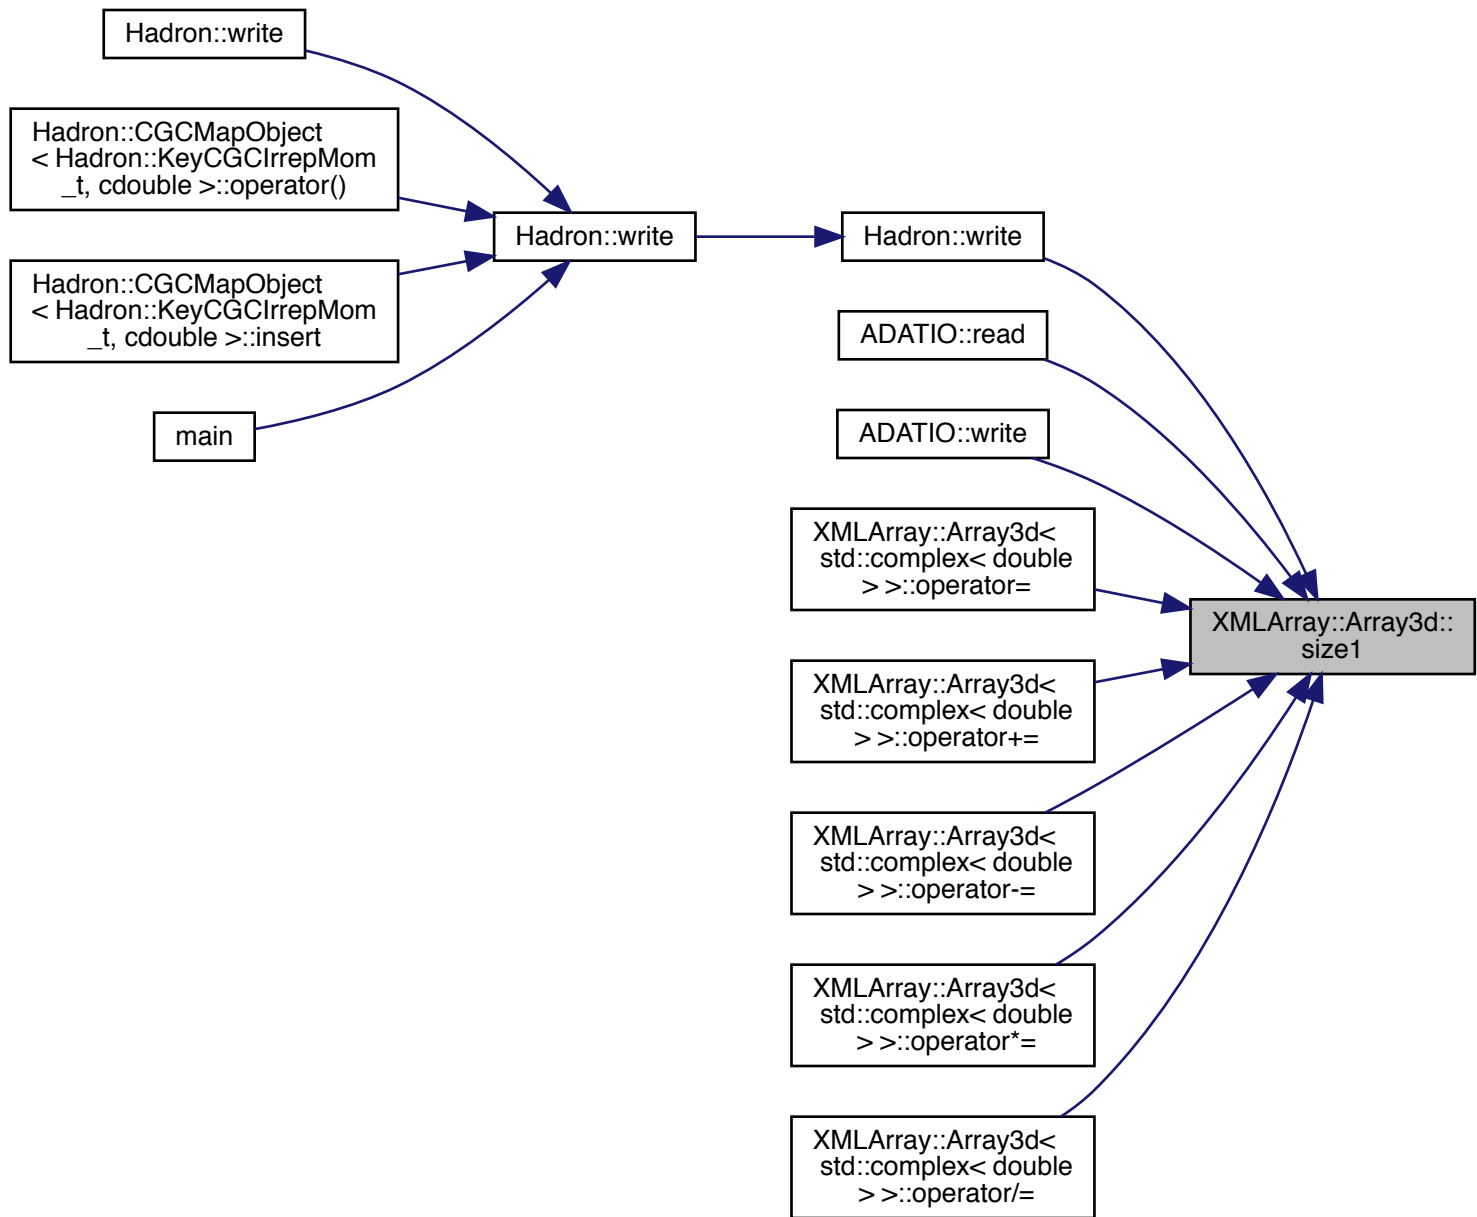 Hadron::write
Hadron::CGCMapObject
< Hadron::KeyCGCIrrepMom
_t, cdouble >::operator()
Hadron::CGCMapObject
< Hadron::KeyCGCIrrepMom
_t, cdouble >::insert
main
Hadron::write
Hadron::write
ADATIO::read
ADATIO::write
XMLArray::Array3d<
std::complex< double
> >::operator=
XMLArray::Array3d<
std::complex< double
> >::operator+=
XMLArray::Array3d<
std::complex< double
> >::operator-=
XMLArray::Array3d<
std::complex< double
> >::operator*=
XMLArray::Array3d<
std::complex< double
> >::operator/=
XMLArray::Array3d::
size1